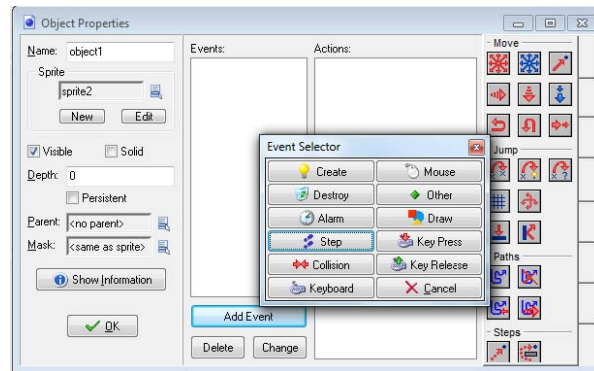 Object Properties
Name: object1
Sprite
sprite2
New Edit
Visible Solid
Depth: 0
Persistent
Parent: <no parent>
Mask: <same as sprite>
Show Information
OK
Events:
Add Event
Delete Change
Actions:
Event Selector
Create Mouse
Destroy Other
Alarm Draw
Step Key Press
Collision Key Release
Keyboard Cancel
Move
Jump
Paths
Steps